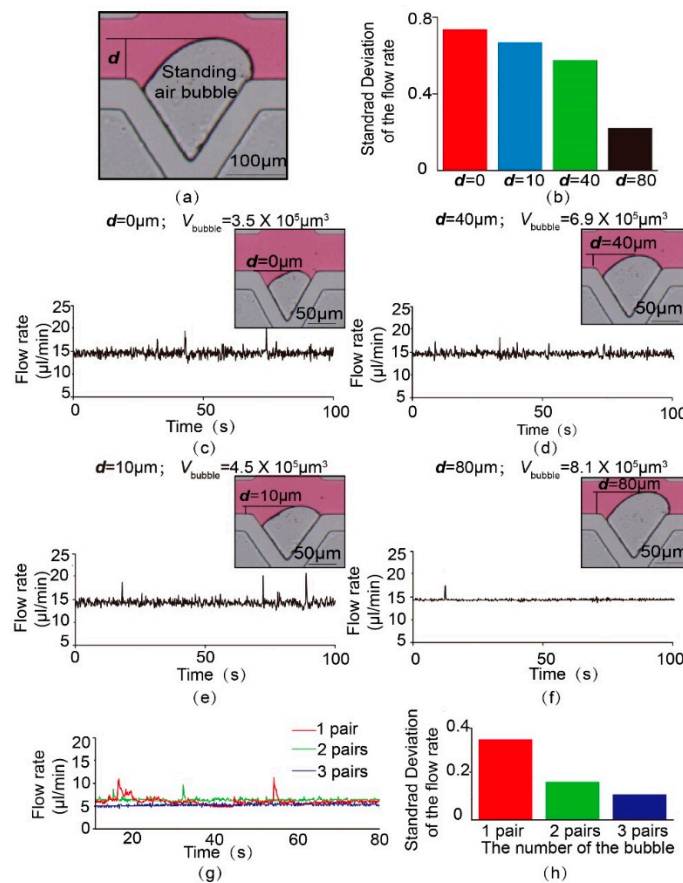 d
Standing
air bubble
100μm
(a)
Standrad Deviation
of the flow rate
0.8
0.4
0
d=0 d=10 d=40 d=80
(b)
d=0μm; Vbubble=3.5 X 10⁵μm³
d=0μm
50μm
Flow rate
(μl/min)
25
20
15
10
5
0 50 100
Time (s)
(c)
d=40μm; Vbubble=6.9 X 10⁵μm³
d=40μm
50μm
Flow rate
(μl/min)
25
20
15
10
5
0 50 100
Time (s)
(d)
d=10μm; Vbubble=4.5 X 10⁵μm³
d=10μm
50μm
Flow rate
(μl/min)
25
20
15
10
5
0 50 100
Time (s)
(e)
d=80μm; Vbubble=8.1 X 10⁵μm³
d=80μm
50μm
Flow rate
(μl/min)
25
20
15
10
5
0 50 100
Time (s)
(f)
1 pair
2 pairs
3 pairs
Flow rate
(μl/min)
20
15
10
5
0
20 40 60 80
Time (s)
(g)
Standrad Deviation
of the flow rate
0.4
0.2
0
1 pair 2 pairs 3 pairs
The number of the bubble
(h)